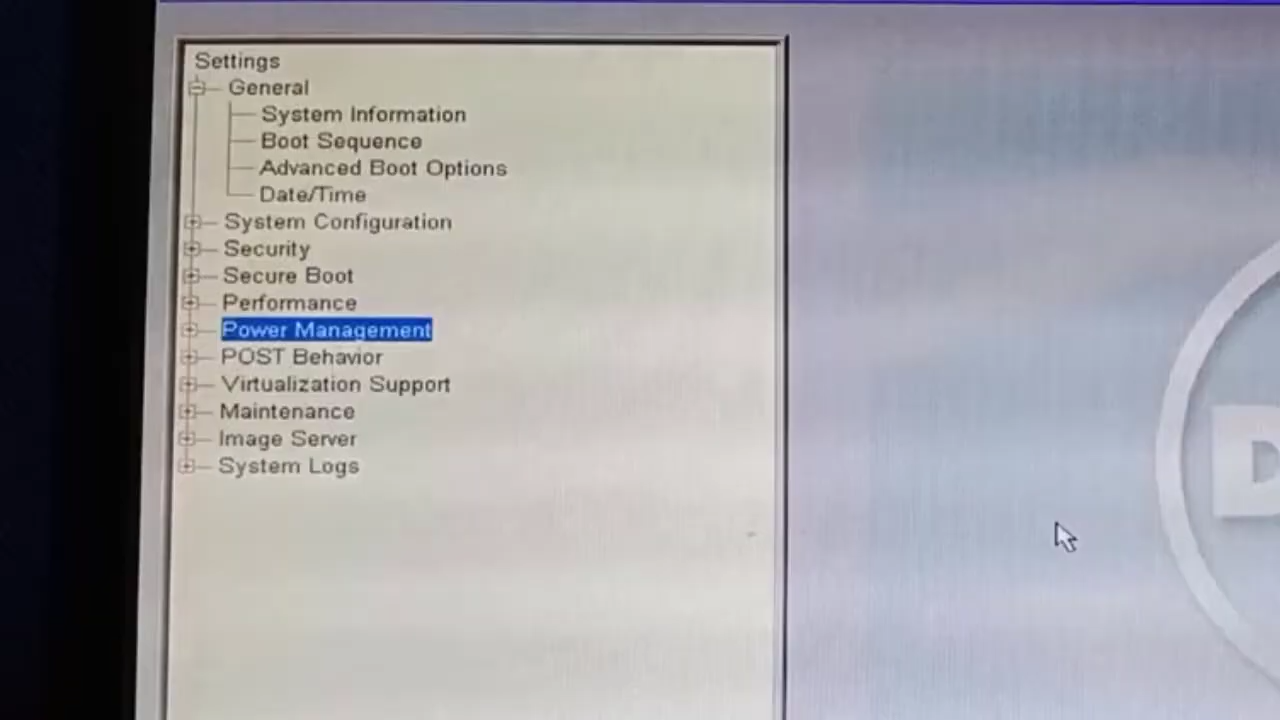 Settings
General
System Information
Boot Sequence
Advanced Boot Options
Date/Time
System Configuration
Security
Secure Boot
Performance
Power Management
POST Behavior
Virtualization Support
Maintenance
Image Server
System Logs
D